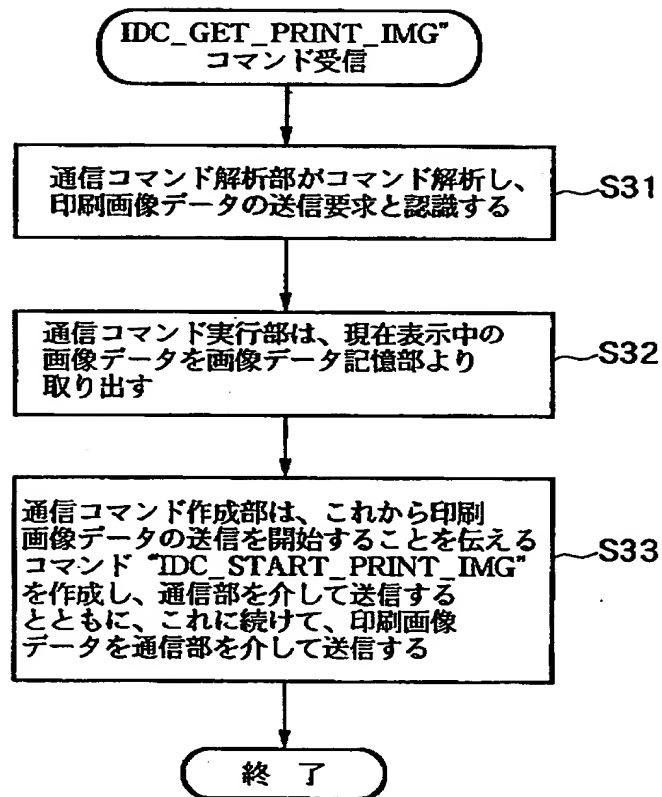 IDC_GET_PRINT_IMG”
コマンド受信
通信コマンド解析部がコマンド解析し、
印刷画像データの送信要求と認識する
S31
通信コマンド実行部は、現在表示中の
画像データを画像データ記憶部より
取り出す
S32
通信コマンド作成部は、これから印刷
画像データの送信を開始することを伝える
コマンド “IDC_START_PRINT_IMG”
を作成し、通信部を介して送信する
とともに、これに続けて、印刷画像
データを通信部を介して送信する
S33
終 了